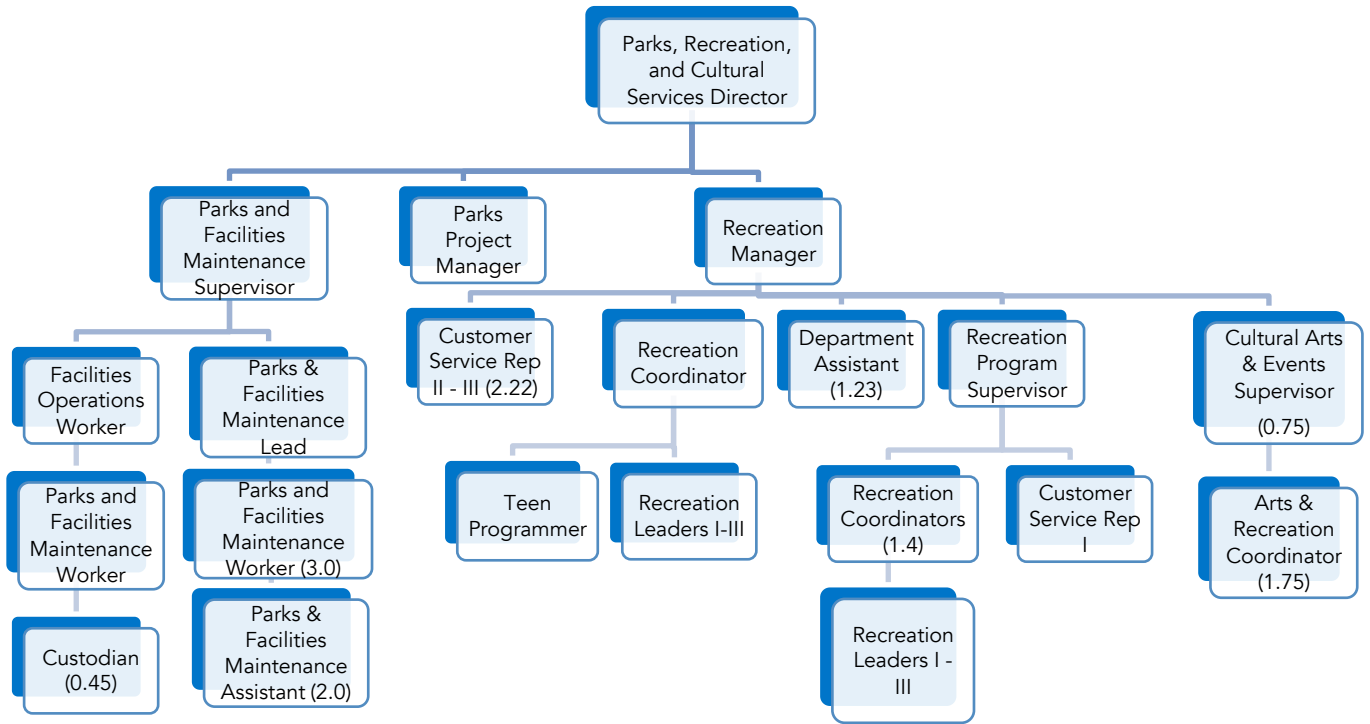 Parks, Recreation,
and Cultural
Services Director
Parks and
Facilities
Maintenance
Supervisor
Parks
Project
Manager
Recreation
Manager
Customer
Service Rep
II - III (2.22)
Recreation
Coordinator
Department
Assistant
(1.23)
Recreation
Program
Supervisor
Cultural Arts
& Events
Supervisor
(0.75)
Facilities
Operations
Worker
Parks &
Facilities
Maintenance
Lead
Parks and
Facilities
Maintenance
Worker
Parks and
Facilities
Maintenance
Worker (3.0)
Teen
Programmer
Recreation
Leaders I-III
Recreation
Coordinators
(1.4)
Customer
Service Rep
I
Arts &
Recreation
Coordinator
(1.75)
Custodian
(0.45)
Parks &
Facilities
Maintenance
Assistant (2.0)
Recreation
Leaders I -
III